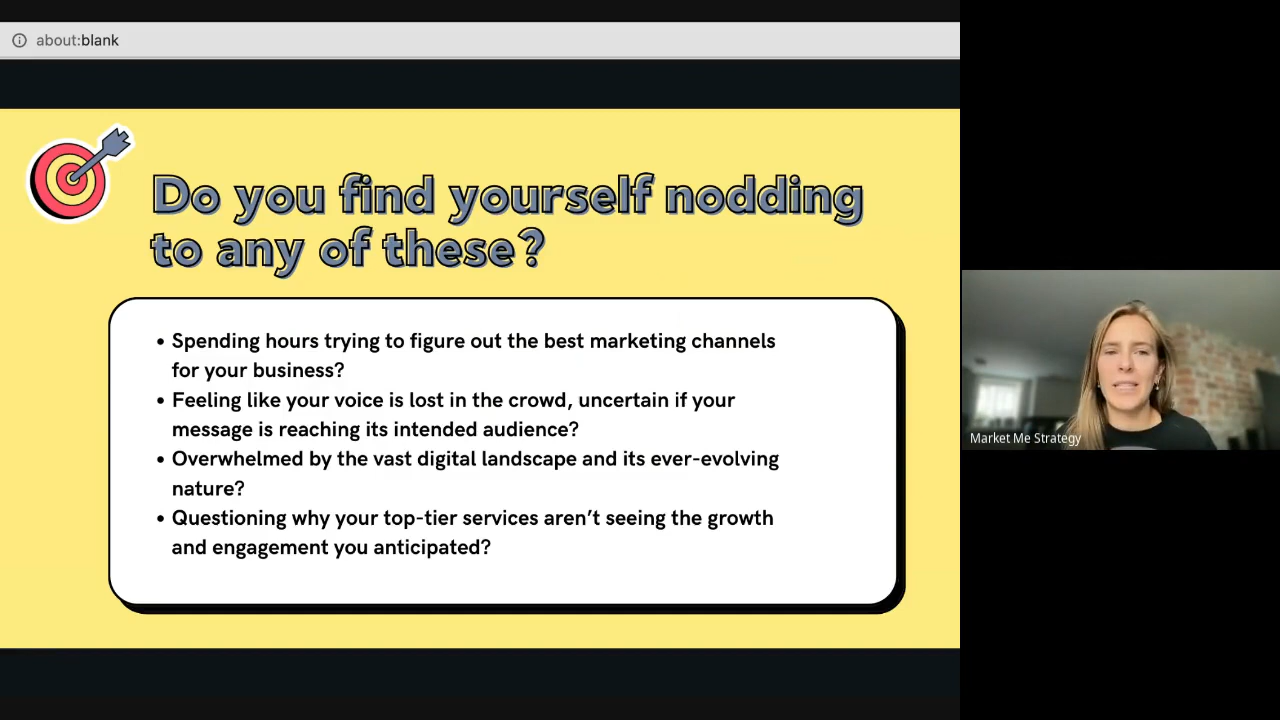 about:blank
Do you find yourself nodding
to any of these?
• Spending hours trying to figure out the best marketing channels
for your business?
• Feeling like your voice is lost in the crowd, uncertain if your
message is reaching its intended audience?
• Overwhelmed by the vast digital landscape and its ever-evolving
nature?
• Questioning why your top-tier services aren’t seeing the growth
and engagement you anticipated?
Market Me Strategy